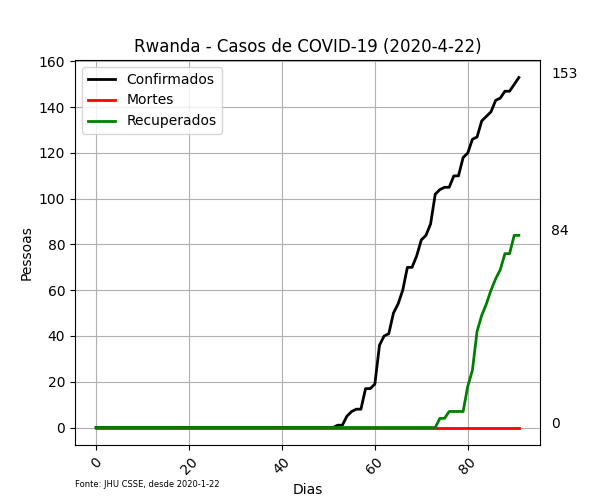 Rwanda - Casos de COVID-19 (2020-4-22)
Confirmados
Mortes
Recuperados
160
140
120
100
80
60
40
20
0
Pessoas
153
84
0
0
20
40
60
80
Dias
Fonte: JHU CSSE, desde 2020-1-22